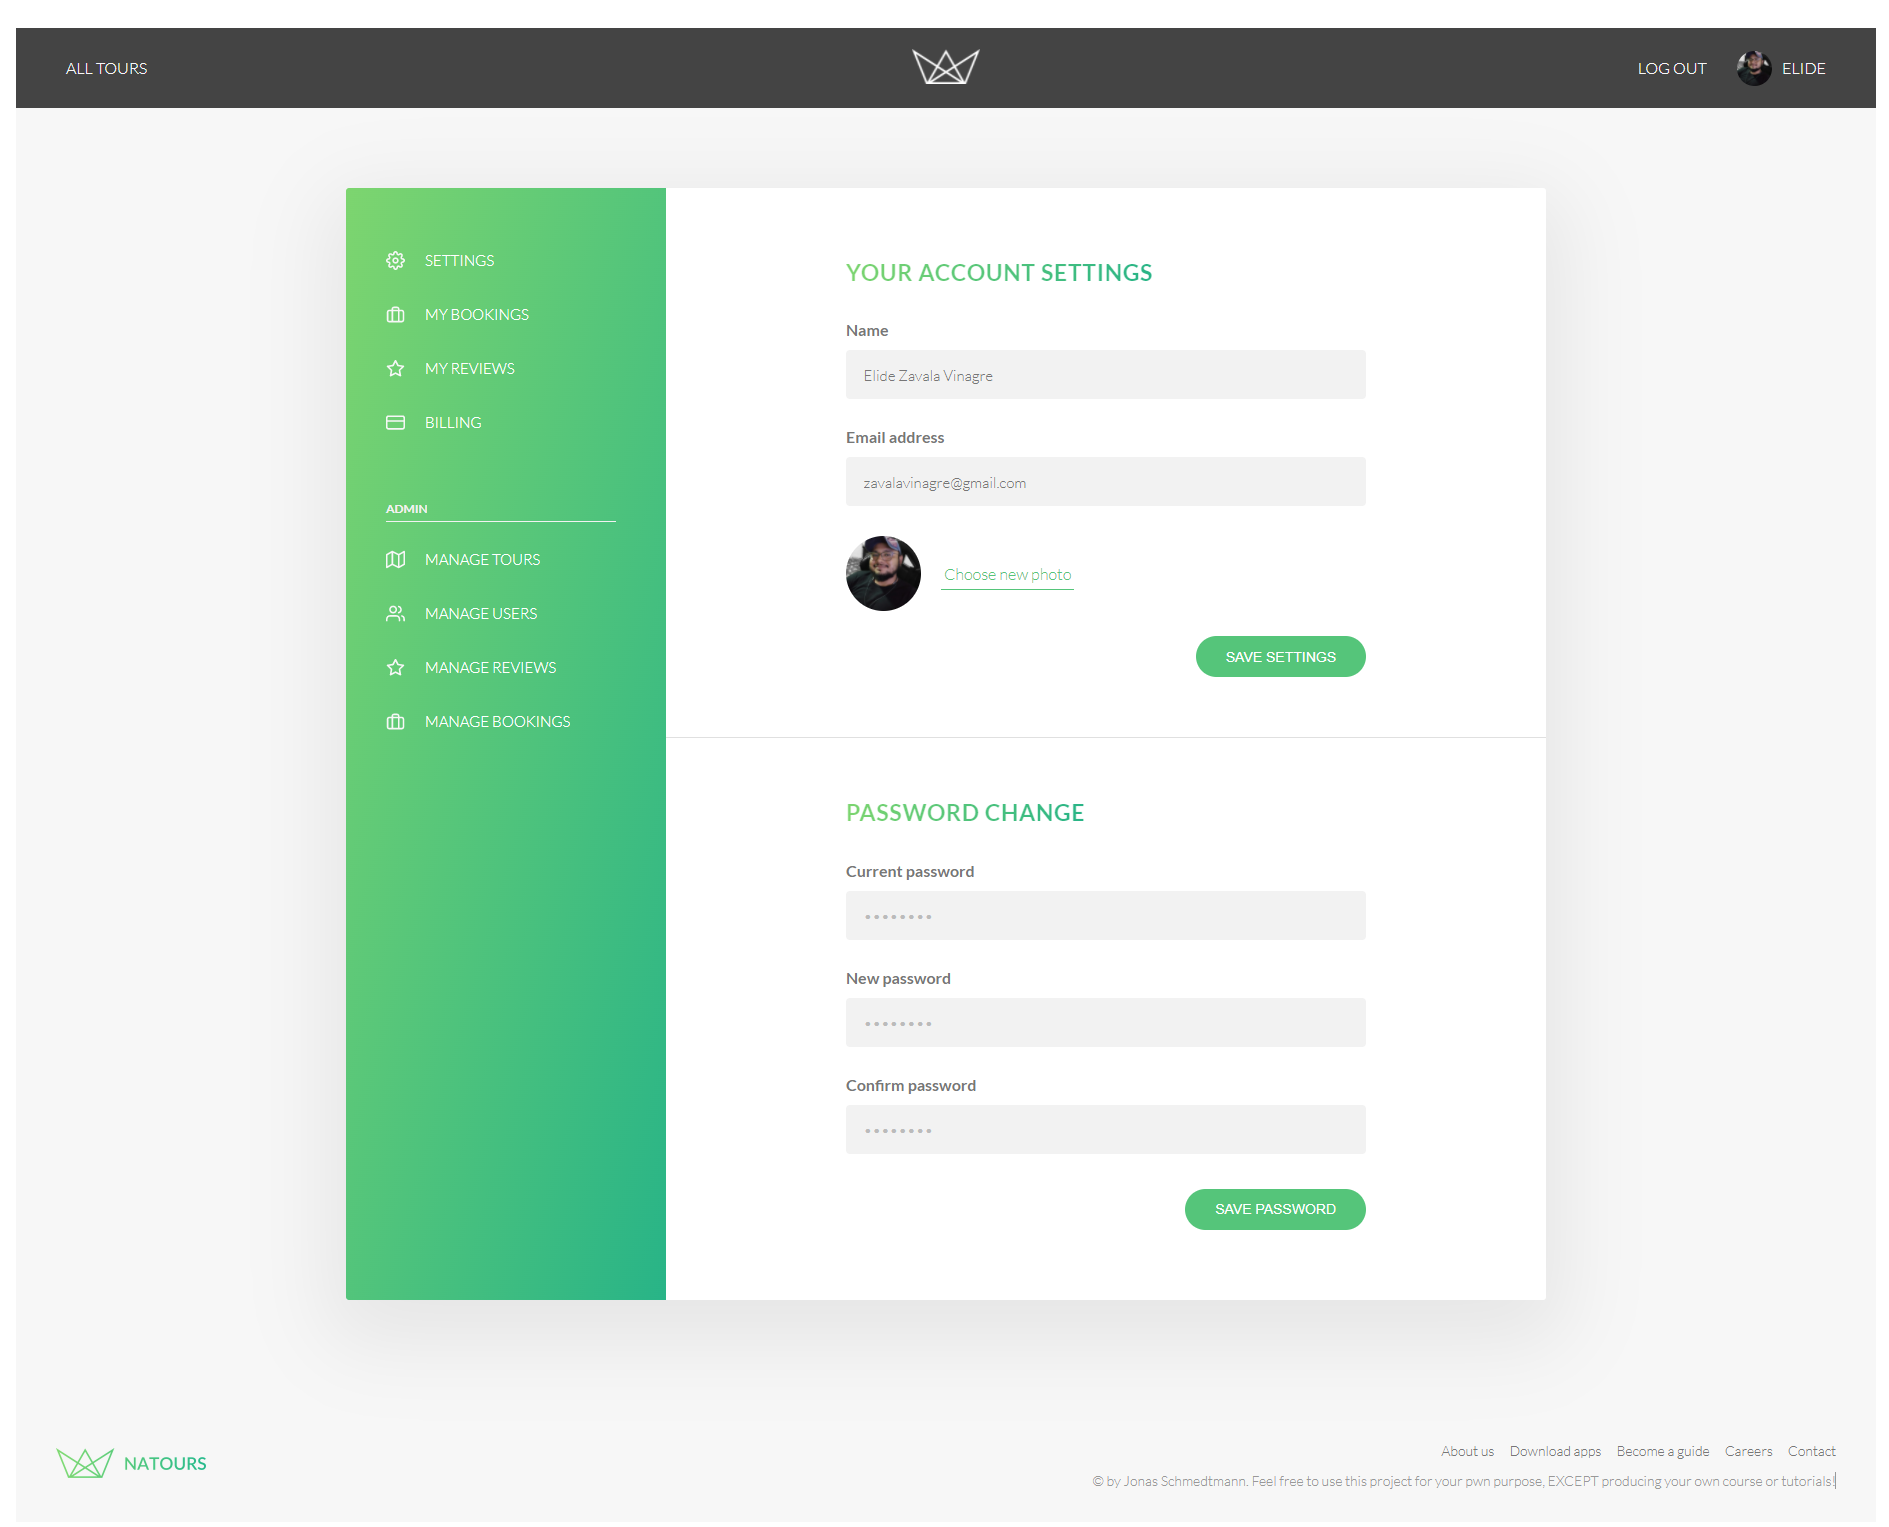 ALL TOURS
LOG OUT
ELIDE
SETTINGS
MY BOOKINGS
MY REVIEWS
BILLING
ADMIN
MANAGE TOURS
MANAGE USERS
MANAGE REVIEWS
MANAGE BOOKINGS
YOUR ACCOUNT SETTINGS
Name
Elide Zavala Vinagre
Email address
zavalavinagre@gmail.com
Choose new photo
SAVE SETTINGS
PASSWORD CHANGE
Current password
••••••••
New password
••••••••
Confirm password
••••••••
SAVE PASSWORD
NATOURS
About us Download apps Become a guide Careers Contact
© by Jonas Schmedtmann. Feel free to use this project for your pwn purpose, EXCEPT producing your own course or tutorials!